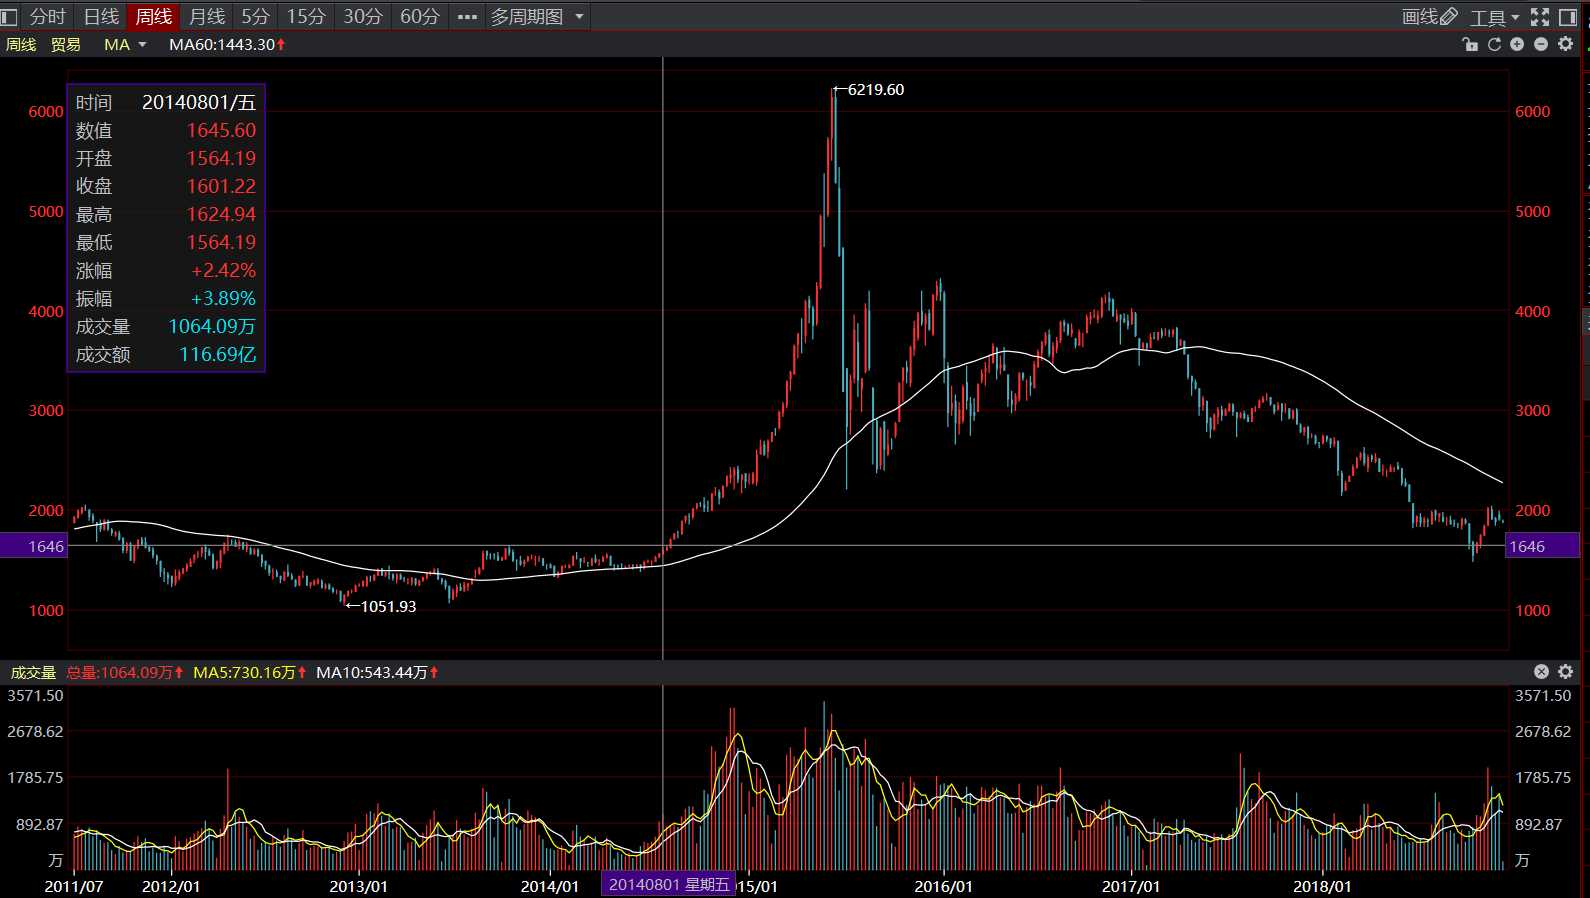 分时 日线 周线 月线 5分 15分 30分 60分 ••• 多周期图 画线 工具
周线 贸易 MA MA60:1443.30↑
时间 20140801/五
数值 1645.60
开盘 1564.19
收盘 1601.22
最高 1624.94
最低 1564.19
涨幅 +2.42%
振幅 +3.89%
成交量 1064.09万
成交额 116.69亿
←6219.60
6000 6000
5000 5000
4000 4000
3000 3000
2000 2000
1646 1646
1000 1000
←1051.93
成交量 总量:1064.09万↑ MA5:730.16万↑ MA10:543.44万↑
3571.50 3571.50
2678.62 2678.62
1785.75 1785.75
892.87 892.87
万 万
2011/07 2012/01 2013/01 2014/01 20140801 星期五 15/01 2016/01 2017/01 2018/01